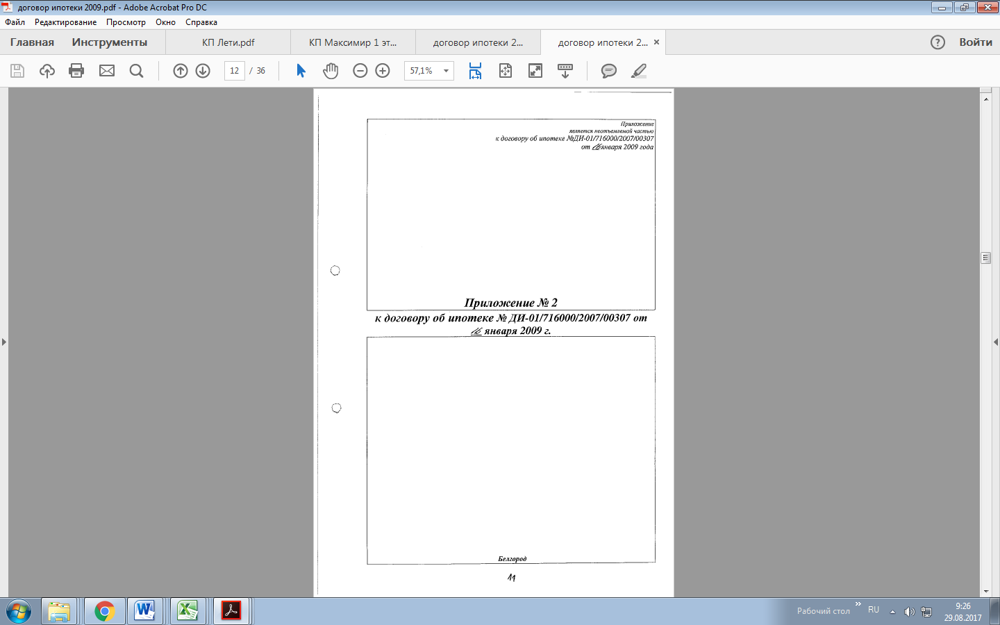 договор ипотеки 2009.pdf - Adobe Acrobat Pro DC
Файл Редактирование Просмотр Окно Справка
Главная Инструменты КП Лети.pdf КП Максимир 1 эт... договор ипотеки 2... договор ипотеки 2... Войти
12 / 36 57,1%
Приложение
является неотъемлемой частью
к договору об ипотеке №ДИ-01/716000/2007/00307
от января 2009 года
Приложение № 2
к договору об ипотеке № ДИ-01/716000/2007/00307 от
января 2009 г.
Белгород
11
Рабочий стол » RU 9:26
29.08.2017